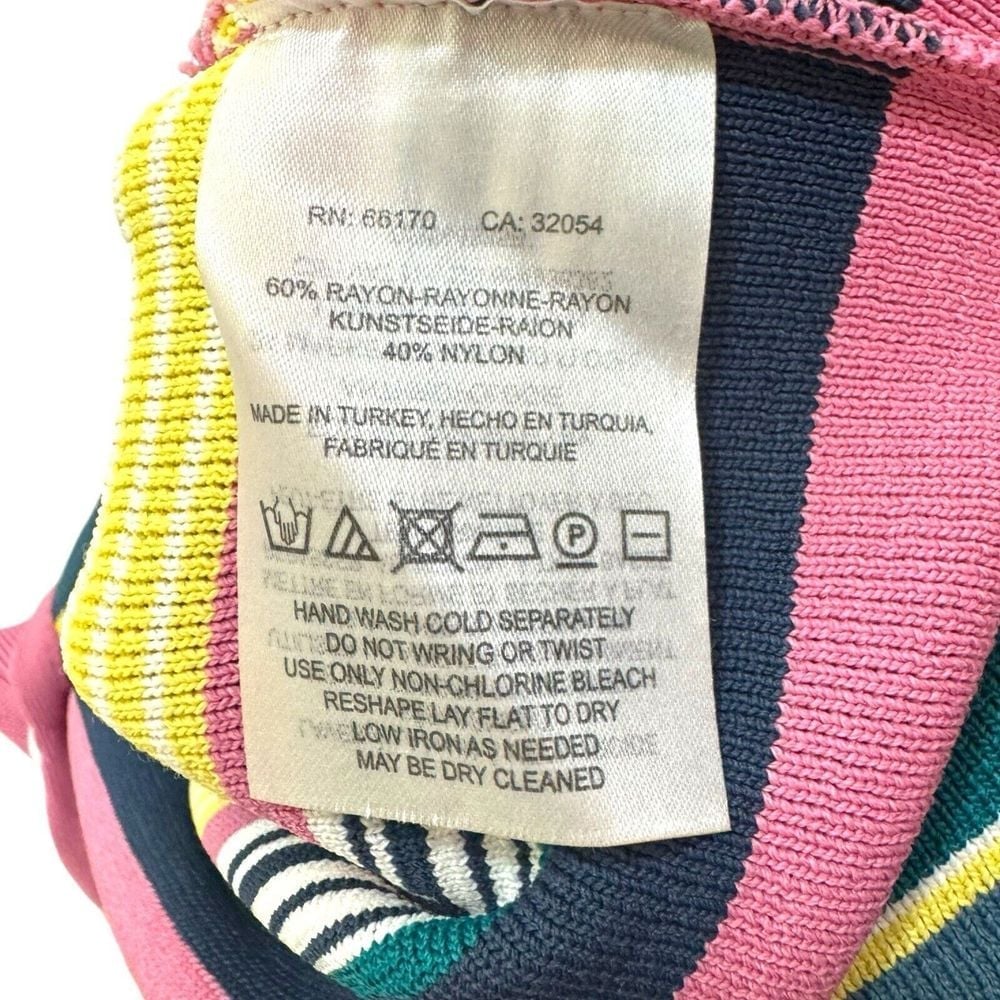 RN: 66170 CA: 32054
60% RAYON-RAYONNE-RAYON
KUNSTSEIDE-RAION
40% NYLON
MADE IN TURKEY, HECHO EN TURQUIA,
FABRIQUÉ EN TURQUIE
P
HAND WASH COLD SEPARATELY
DO NOT WRING OR TWIST
USE ONLY NON-CHLORINE BLEACH
RESHAPE LAY FLAT TO DRY
LOW IRON AS NEEDED
MAY BE DRY CLEANED